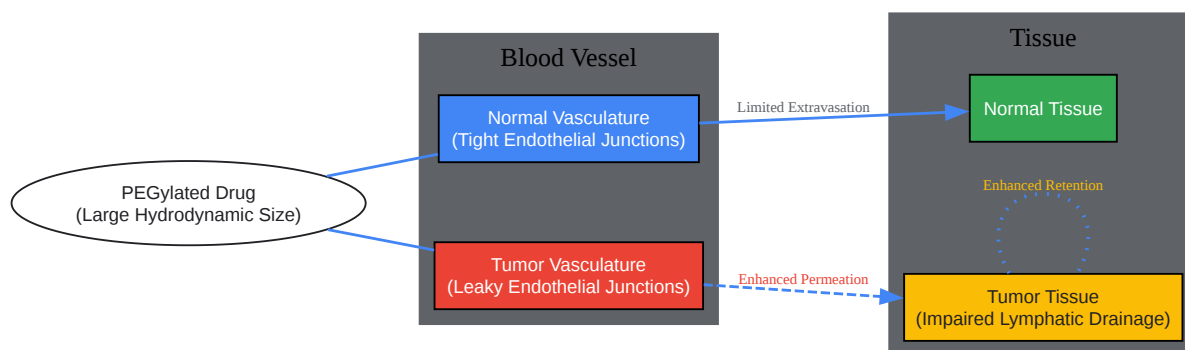 Blood Vessel
Tissue
Normal Vasculature
(Tight Endothelial Junctions)
Limited Extravasation
Normal Tissue
PEGylated Drug
(Large Hydrodynamic Size)
Enhanced Retention
Tumor Vasculature
(Leaky Endothelial Junctions)
Enhanced Permeation
Tumor Tissue
(Impaired Lymphatic Drainage)